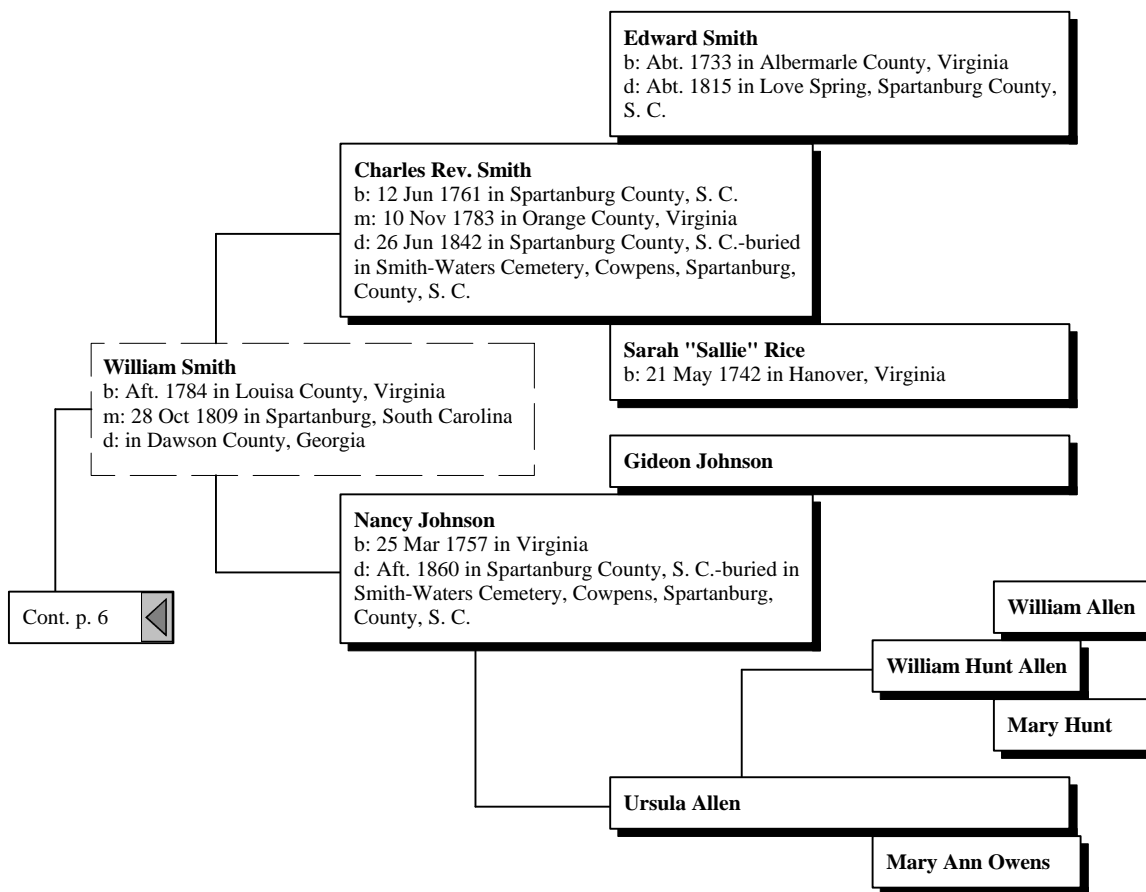 Edward Smith
b: Abt. 1733 in Albermarle County, Virginia
d: Abt. 1815 in Love Spring, Spartanburg County,
S. C.
Charles Rev. Smith
b: 12 Jun 1761 in Spartanburg County, S. C.
m: 10 Nov 1783 in Orange County, Virginia
d: 26 Jun 1842 in Spartanburg County, S. C.-buried
in Smith-Waters Cemetery, Cowpens, Spartanburg,
County, S. C.
Sarah "Sallie" Rice
b: 21 May 1742 in Hanover, Virginia
William Smith
b: Aft. 1784 in Louisa County, Virginia
m: 28 Oct 1809 in Spartanburg, South Carolina
d: in Dawson County, Georgia
Gideon Johnson
Nancy Johnson
b: 25 Mar 1757 in Virginia
d: Aft. 1860 in Spartanburg County, S. C.-buried in
Smith-Waters Cemetery, Cowpens, Spartanburg,
County, S. C.
Cont. p. 6
William Allen
William Hunt Allen
Mary Hunt
Ursula Allen
Mary Ann Owens